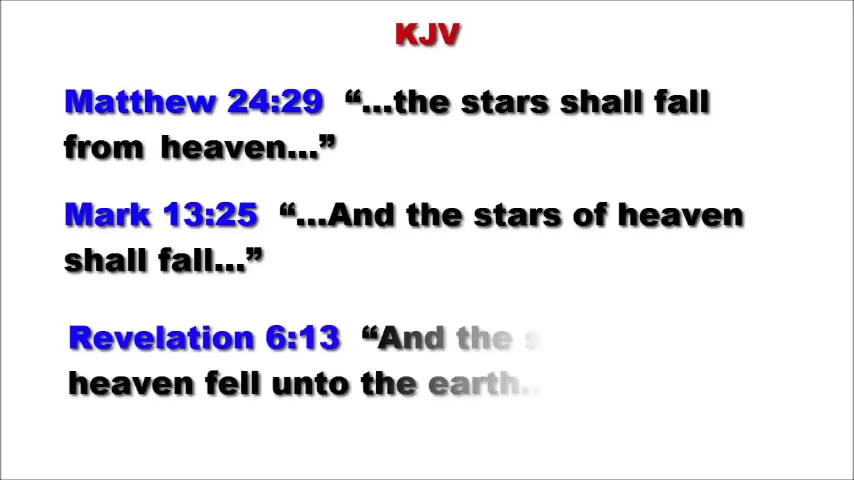 KJV
Matthew 24:29 “...the stars shall fall
from heaven...”
Mark 13:25 “...And the stars of heaven
shall fall...”
Revelation 6:13 “And the
heaven fell unto the earth..